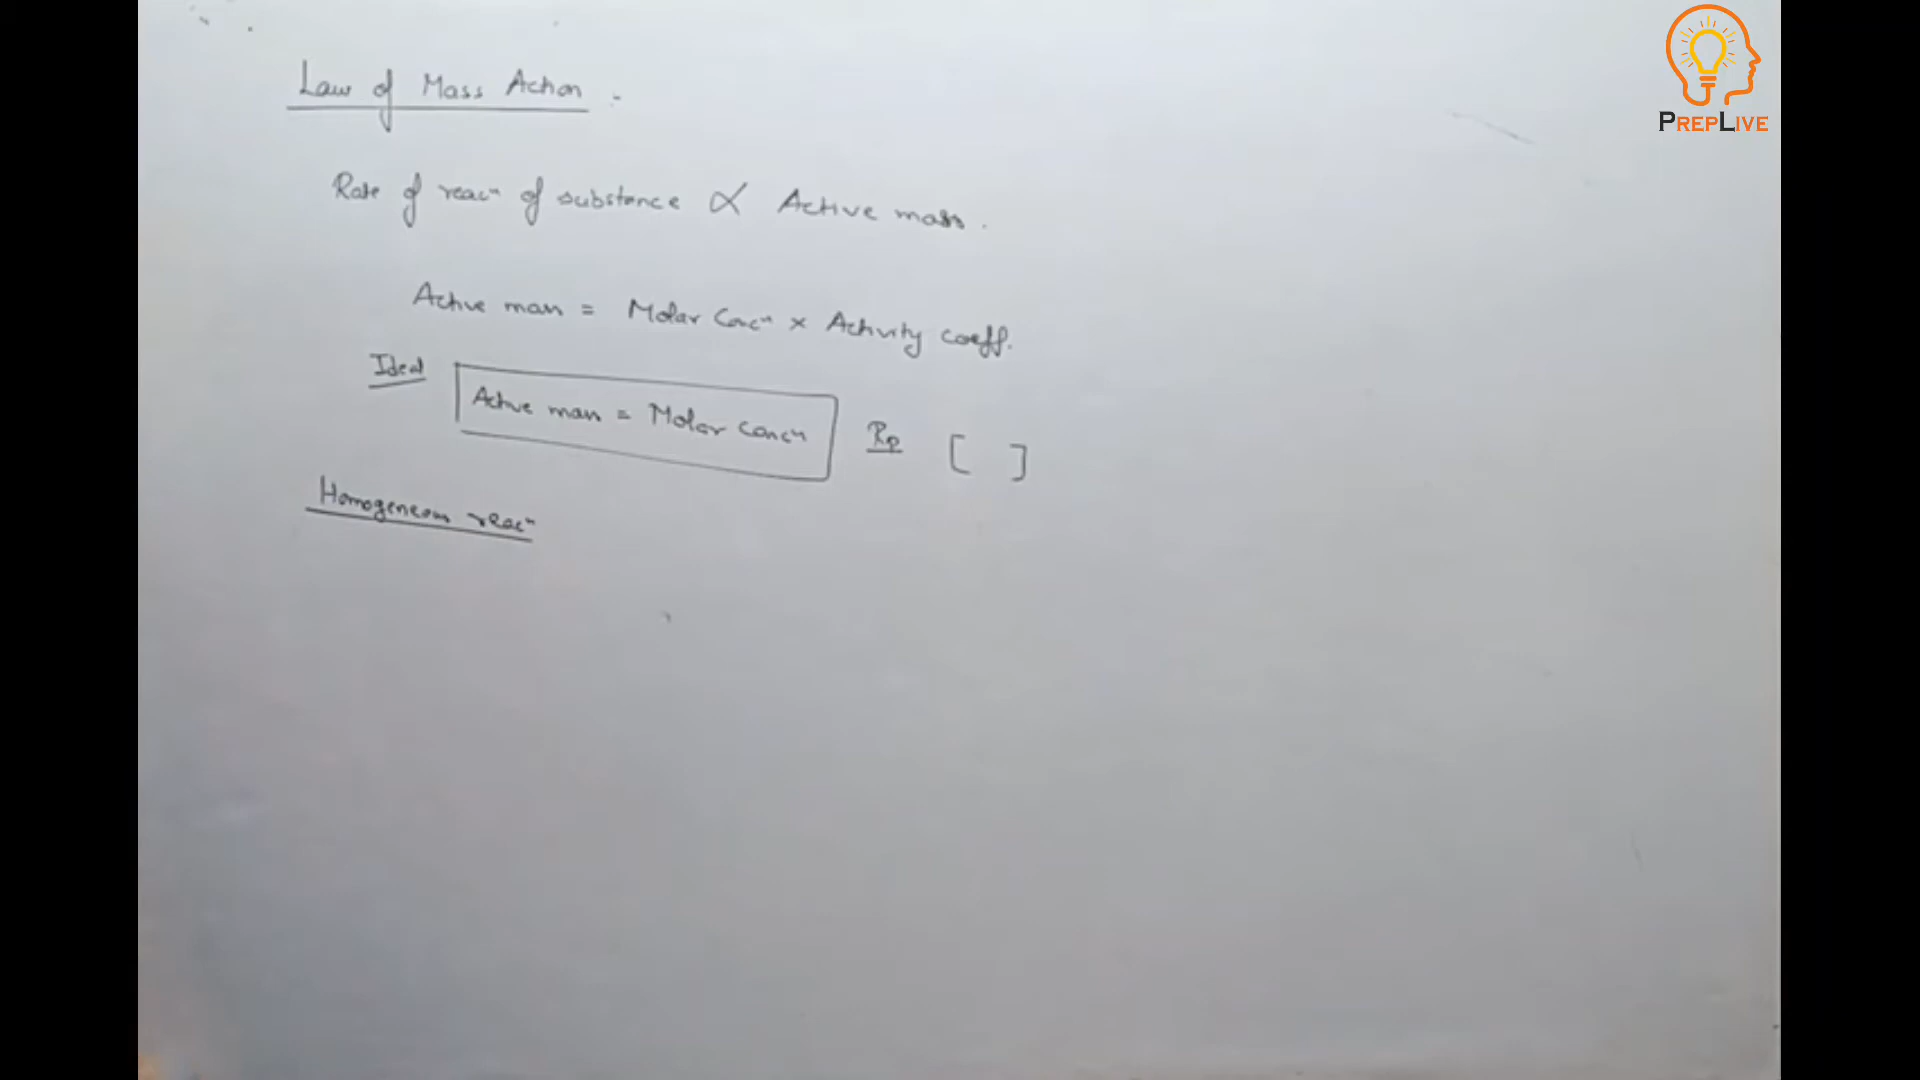 Law of Mass Action :-
PREPLIVE
Rate of reacⁿ of substance ∝ Active mass.
Active mass = Molar Concⁿ × Activity coeff.
Ideal
Active mass = Molar Concⁿ
Rp [ ]
Homogeneous reacⁿ